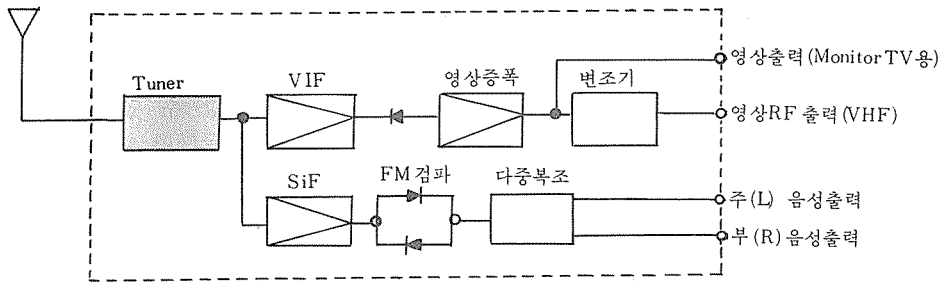 영상출력(Monitor TV용)
Tuner
VIF
영상증폭
변조기
영상RF 출력(VHF)
SiF
FM 검파
다중복조
주(L) 음성출력
부(R) 음성출력